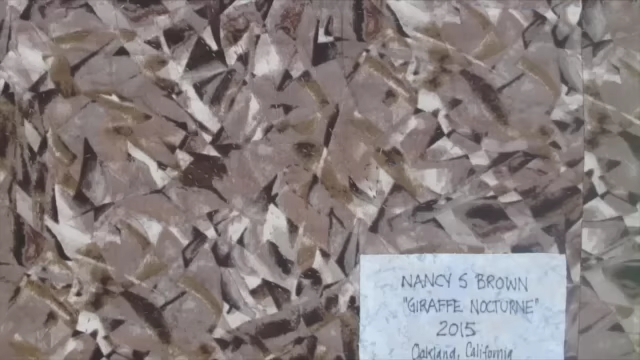 NANCY S BROWN
"GIRAFFE NOCTURNE"
2015
Oakland, California